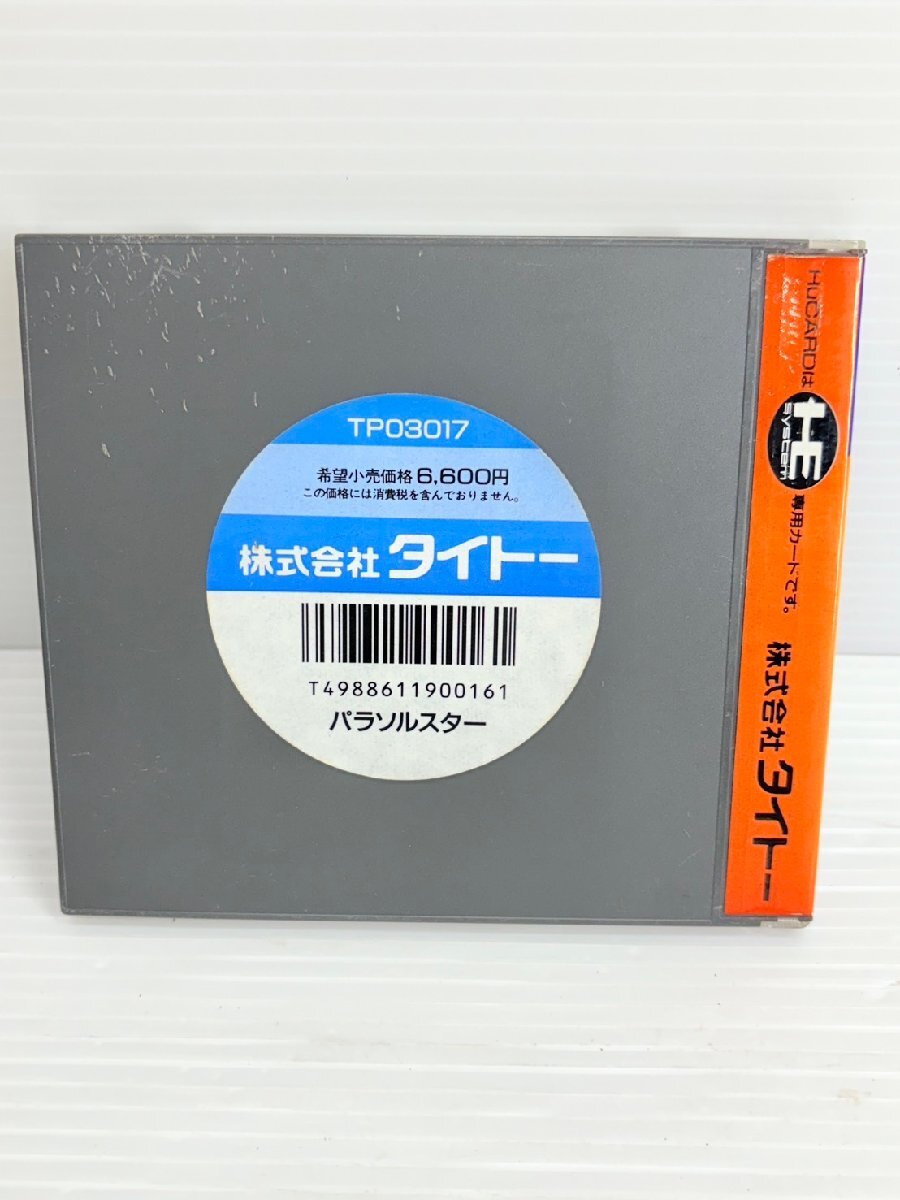 TP03017
希望小売価格 6,600円
この価格には消費税を含んでおりません。
株式会社 タイトー
T4988611900161
パラソルスター
HuCARDは HE SYSTEM 専用カードです。 株式会社 タイトー